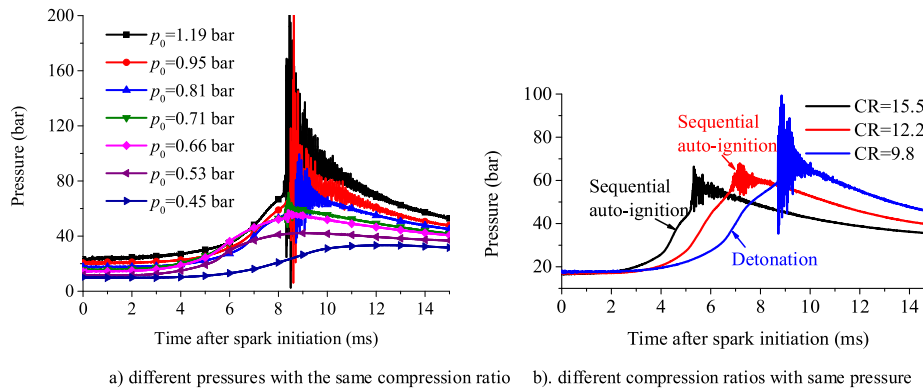 200
160
120
80
40
0
Pressure (bar)
p0=1.19 bar
p0=0.95 bar
p0=0.81 bar
p0=0.71 bar
p0=0.66 bar
p0=0.53 bar
p0=0.45 bar
0 2 4 6 8 10 12 14
Time after spark initiation (ms)
a) different pressures with the same compression ratio
100
80
60
40
20
Pressure (bar)
CR=15.5
CR=12.2
CR=9.8
Sequential
auto-ignition
Sequential
auto-ignition
Detonation
0 2 4 6 8 10 12 14
Time after spark initiation (ms)
b). different compression ratios with same pressure